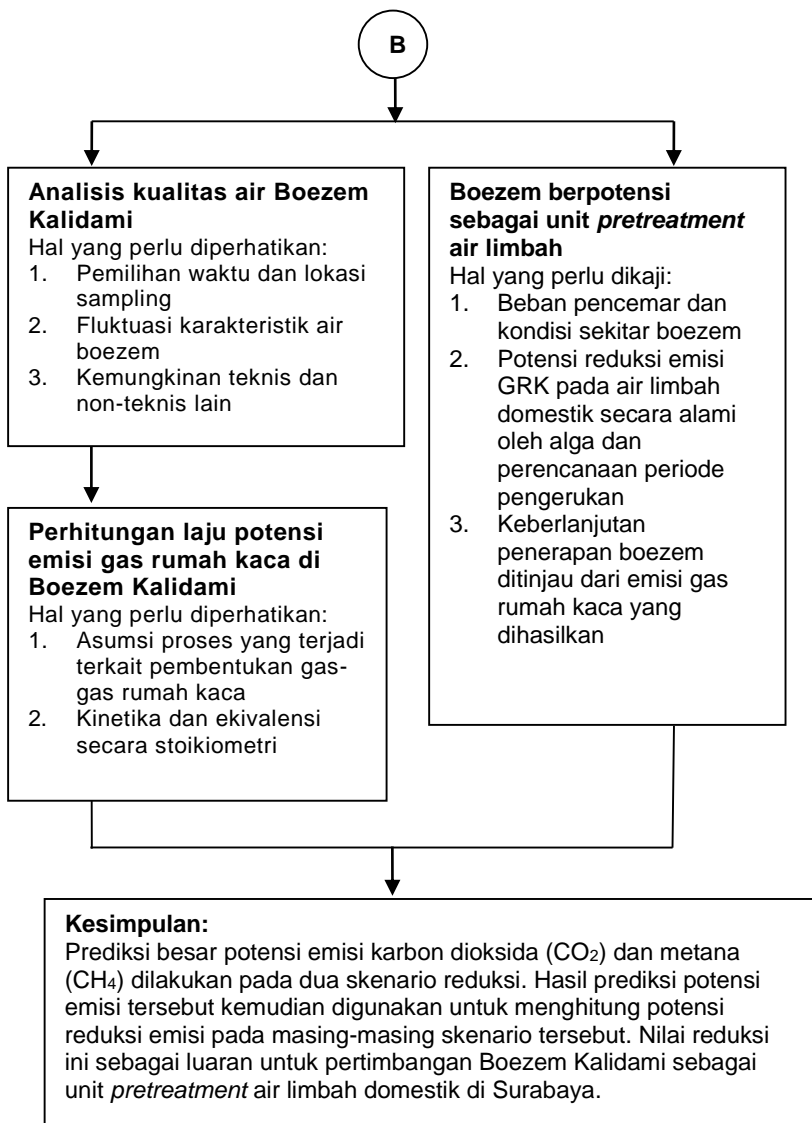 B
Analisis kualitas air Boezem
Kalidami
Hal yang perlu diperhatikan:
1. Pemilihan waktu dan lokasi
sampling
2. Fluktuasi karakteristik air
boezem
3. Kemungkinan teknis dan
non-teknis lain
Perhitungan laju potensi
emisi gas rumah kaca di
Boezem Kalidami
Hal yang perlu diperhatikan:
1. Asumsi proses yang terjadi
terkait pembentukan gas-
gas rumah kaca
2. Kinetika dan ekivalensi
secara stoikiometri
Boezem berpotensi
sebagai unit pretreatment
air limbah
Hal yang perlu dikaji:
1. Beban pencemar dan
kondisi sekitar boezem
2. Potensi reduksi emisi
GRK pada air limbah
domestik secara alami
oleh alga dan
perencanaan periode
pengerukan
3. Keberlanjutan
penerapan boezem
ditinjau dari emisi gas
rumah kaca yang
dihasilkan
Kesimpulan:
Prediksi besar potensi emisi karbon dioksida (CO₂) dan metana
(CH₄) dilakukan pada dua skenario reduksi. Hasil prediksi potensi
emisi tersebut kemudian digunakan untuk menghitung potensi
reduksi emisi pada masing-masing skenario tersebut. Nilai reduksi
ini sebagai luaran untuk pertimbangan Boezem Kalidami sebagai
unit pretreatment air limbah domestik di Surabaya.